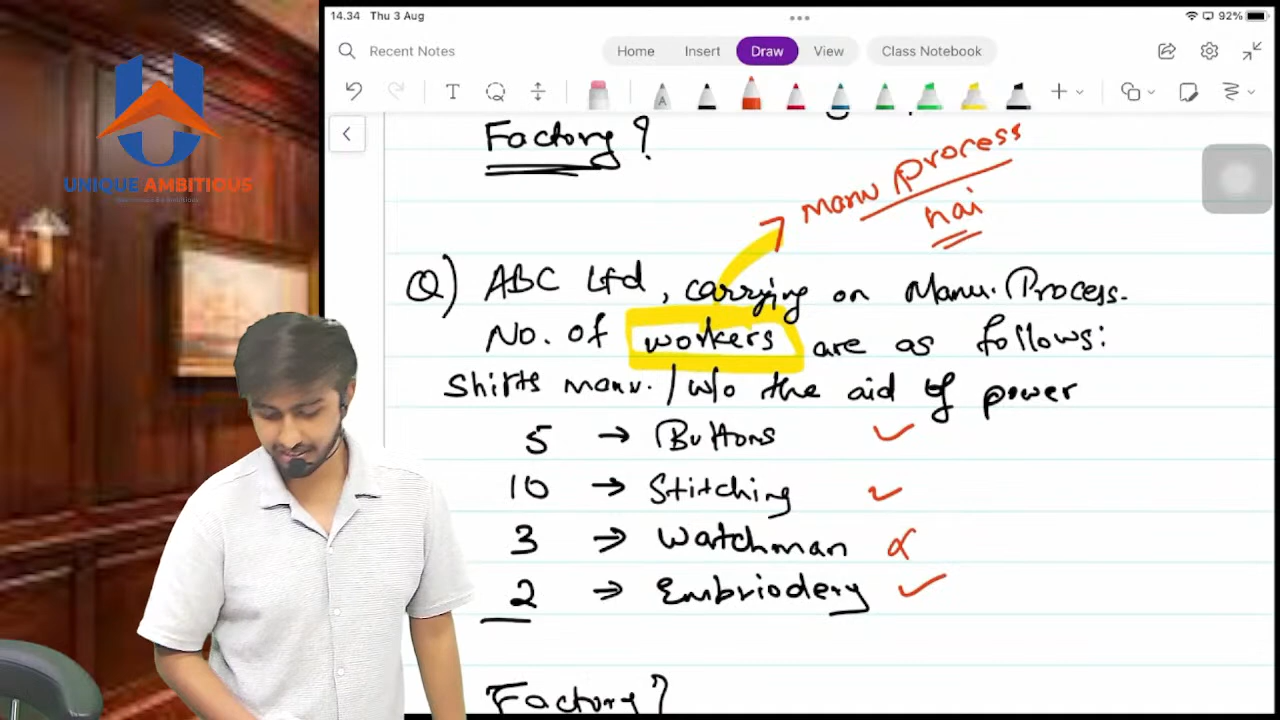 14.34 Thu 3 Aug
92%
Recent Notes
Home Insert Draw View Class Notebook
UNIQUE AMBITIOUS
Factory?
Manu process
hai
Q) ABC Ltd, carrying on Manu. Process.
No. of workers are as follows:
Shirts manu. / w/o the aid of power
5 → Buttons ✓
10 → Stitching ✓
3 → Watchman
2 → Embriodery ✓
Factory?